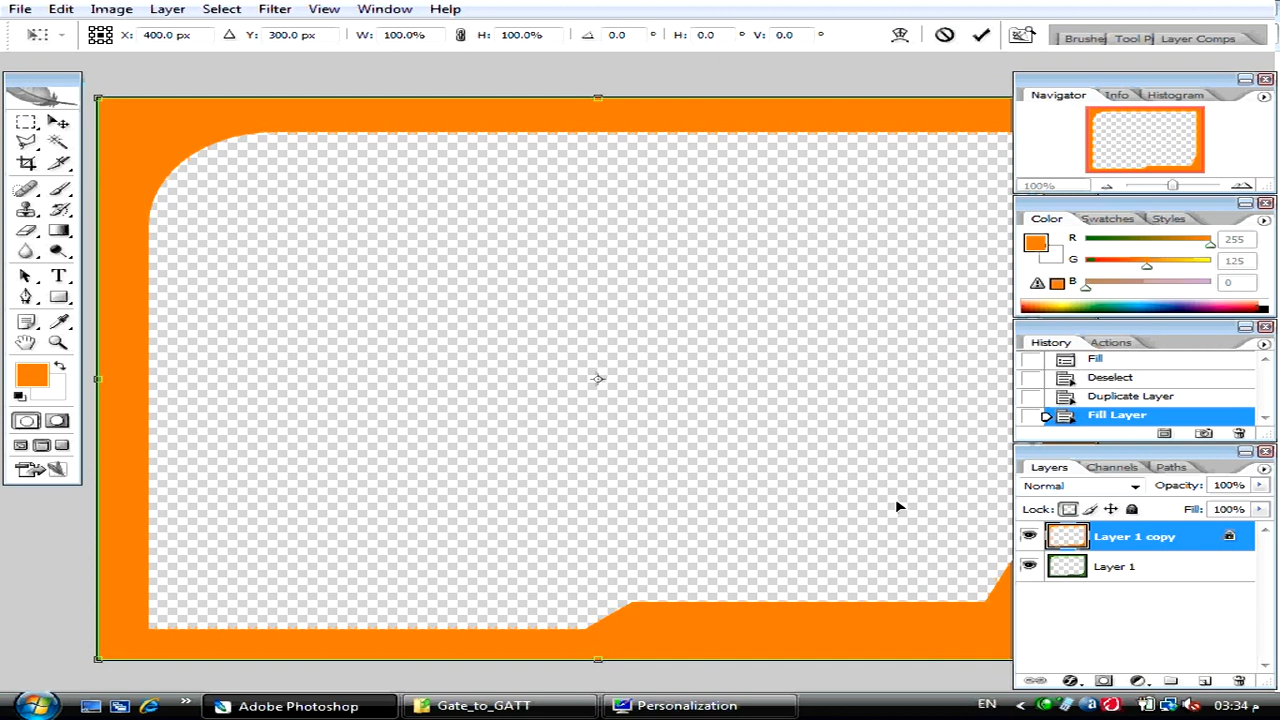 File Edit Image Layer Select Filter View Window Help
X: 400.0 px Y: 300.0 px W: 100.0% H: 100.0% 0.0 ° H: 0.0 ° V: 0.0 °
Brushe Tool P Layer Comps
Navigator Info Histogram
100%
Color Swatches Styles
R 255
G 125
B 0
History Actions
Fill
Deselect
Duplicate Layer
Fill Layer
Layers Channels Paths
Normal Opacity: 100%
Lock: Fill: 100%
Layer 1 copy
Layer 1
Adobe Photoshop Gate_to_GATT Personalization EN 03:34 م